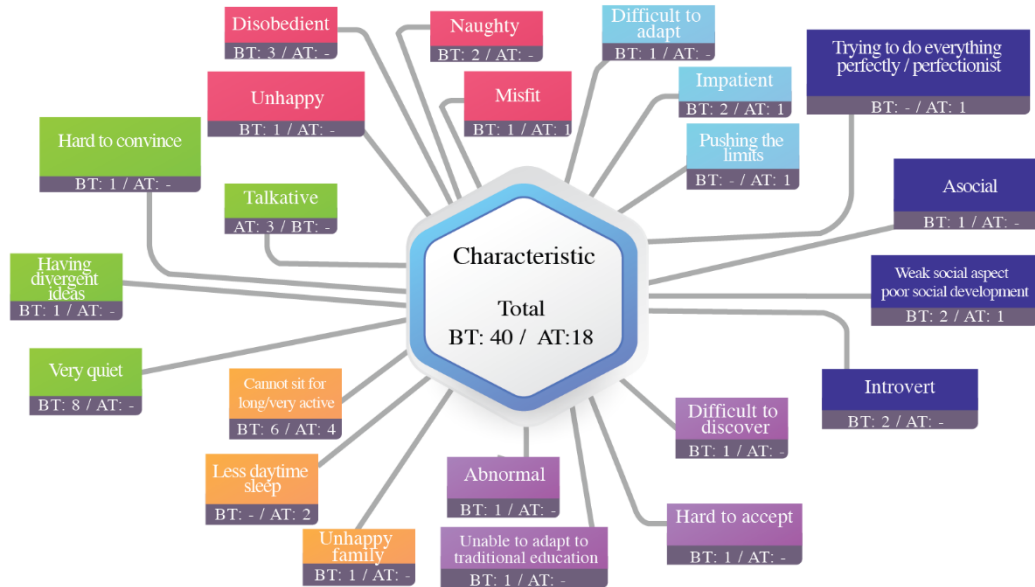 Disobedient
BT: 3 / AT: -
Naughty
BT: 2 / AT: -
Difficult to
adapt
BT: 1 / AT: -
Trying to do everything
perfectly / perfectionist
BT: - / AT: 1
Unhappy
BT: 1 / AT: -
Misfit
BT: 1 / AT: 1
Impatient
BT: 2 / AT: 1
Hard to convince
BT: 1 / AT: -
Pushing the
limits
BT: - / AT: 1
Talkative
AT: 3 / BT: -
Asocial
BT: 1 / AT: -
Characteristic
Total
BT: 40 / AT:18
Having
divergent
ideas
BT: 1 / AT: -
Weak social aspect
poor social development
BT: 2 / AT: 1
Very quiet
BT: 8 / AT: -
Cannot sit for
long/very active
BT: 6 / AT: 4
Introvert
BT: 2 / AT: -
Difficult to
discover
BT: 1 / AT: -
Less daytime
sleep
BT: - / AT: 2
Abnormal
BT: 1 / AT: -
Hard to accept
BT: 1 / AT: -
Unhappy
family
BT: 1 / AT: -
Unable to adapt to
traditional education
BT: 1 / AT: -